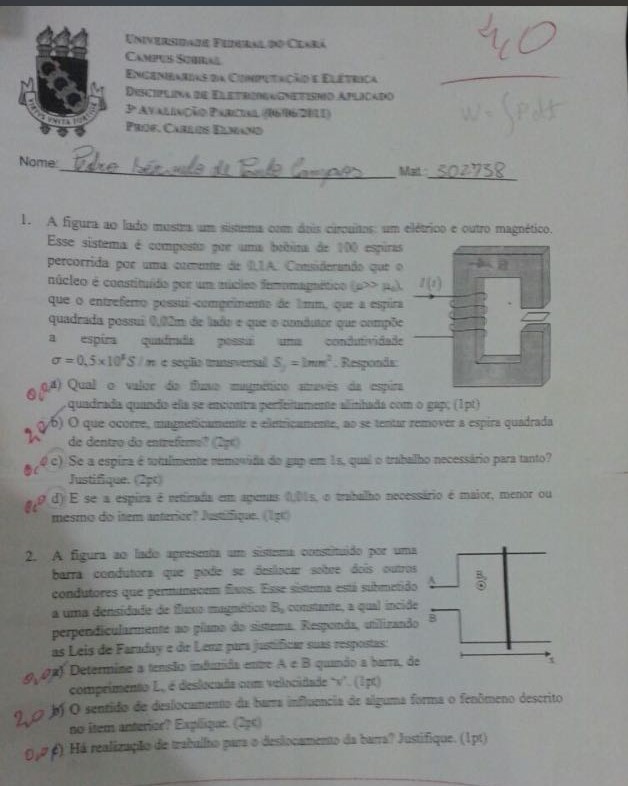 4,0
UNIVERSIDADE FEDERAL DO CEARÁ
CAMPUS SOBRAL
ENGENHARIAS DA COMPUTAÇÃO E ELÉTRICA
DISCIPLINA DE ELETROMAGNETISMO APLICADO
3ª AVALIAÇÃO PARCIAL (06/06/2011)
PROF. CARLOS ELMANO
W = ∫P dt
Nome: Pedro de Campos Mat.: 502758
1. A figura ao lado mostra um sistema com dois circuitos: um elétrico e outro magnético.
Esse sistema é composto por uma bobina de 100 espiras
percorrida por uma corrente de 0,1A. Considerando que o
núcleo é constituído por um núcleo ferromagnético (μ>> μ₀),
que o entreferro possui comprimento de 1mm, que a espira
quadrada possui 0,02m de lado e que o condutor que compõe
a espira quadrada possui uma condutividade
σ = 0,5×10⁶ S / m e seção transversal S = 1mm². Responda:
I(t)
0,0 a) Qual o valor do fluxo magnético através da espira
quadrada quando ela se encontra perfeitamente alinhada com o gap; (1pt)
2,0 b) O que ocorre, magneticamente e eletricamente, ao se tentar remover a espira quadrada
de dentro do entreferro? (2pt)
0,0 c) Se a espira é totalmente removida do gap em 1s, qual o trabalho necessário para tanto?
Justifique. (2pt)
0,0 d) E se a espira é retirada em apenas 0,01s, o trabalho necessário é maior, menor ou
mesmo do item anterior? Justifique. (1pt)
2. A figura ao lado apresenta um sistema constituído por uma
barra condutora que pode se deslocar sobre dois outros
condutores que permanecem fixos. Esse sistema está submetido
a uma densidade de fluxo magnético B₀ constante, a qual incide
perpendicularmente ao plano do sistema. Responda, utilizando
as Leis de Faraday e de Lenz para justificar suas respostas:
A
B₀
B
x
0,0 a) Determine a tensão induzida entre A e B quando a barra, de
comprimento L, é deslocada com velocidade "v". (1pt)
2,0 b) O sentido de deslocamento da barra influencia de alguma forma o fenômeno descrito
no item anterior? Explique. (2pt)
0,0 c) Há realização de trabalho para o deslocamento da barra? Justifique. (1pt)